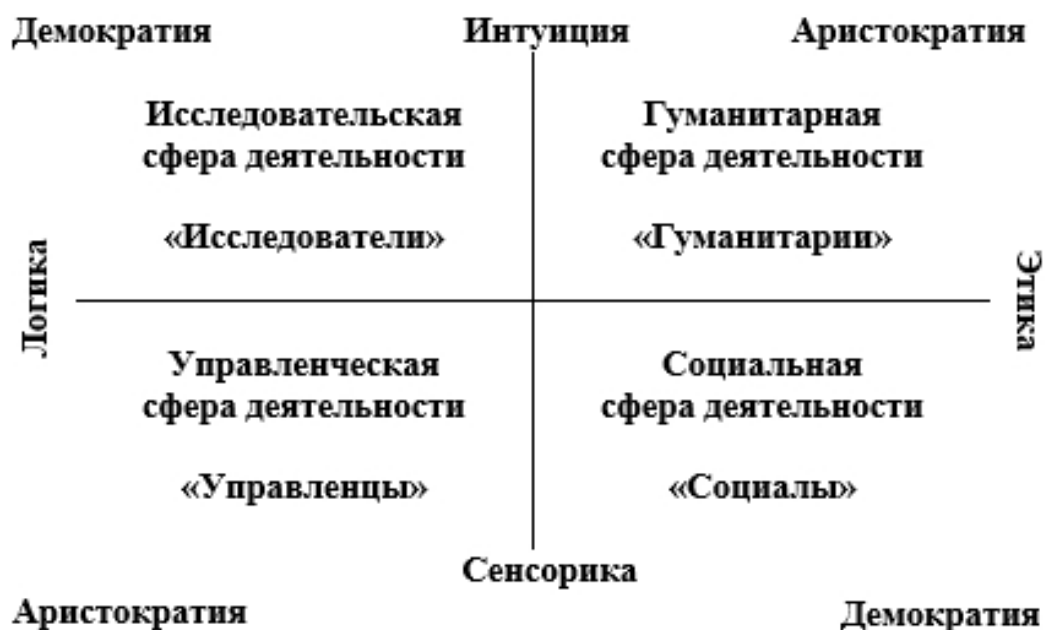 Демократия Интуиция Аристократия
Исследовательская
сфера деятельности
«Исследователи»
Гуманитарная
сфера деятельности
«Гуманитарии»
Логика
Этика
Управленческая
сфера деятельности
«Управленцы»
Социальная
сфера деятельности
«Социалы»
Сенсорика
Аристократия Демократия